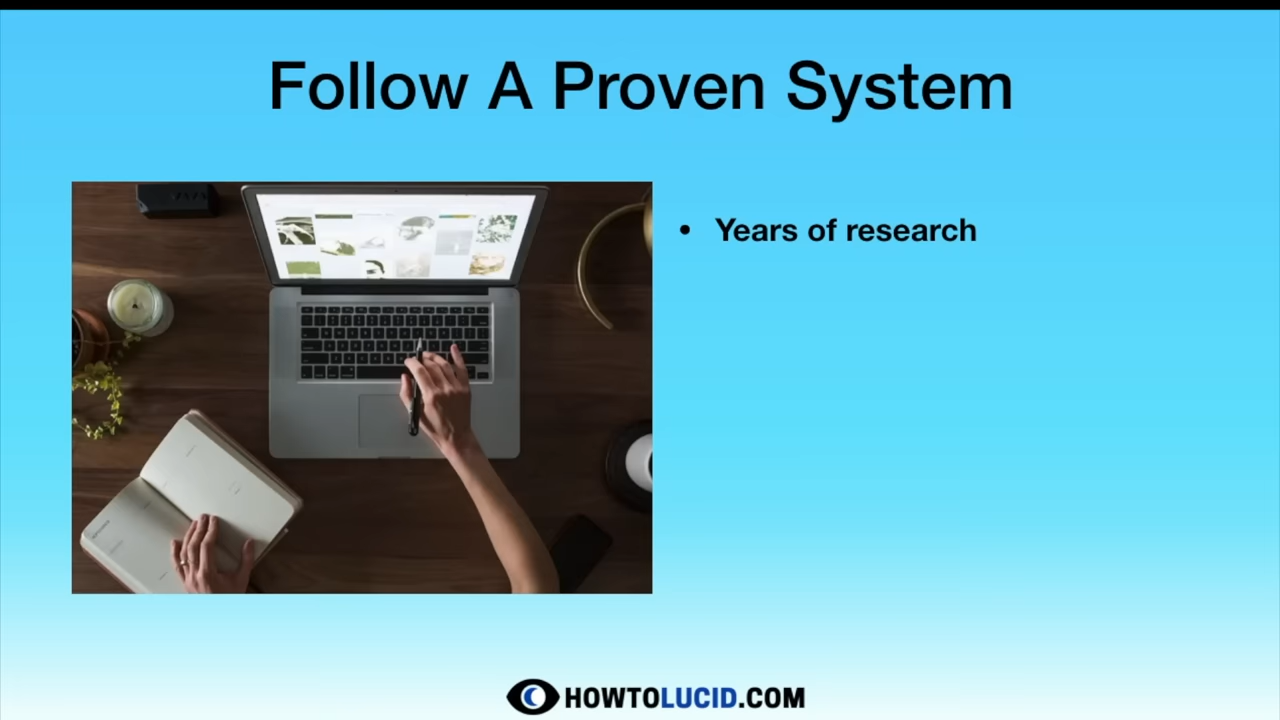 Follow A Proven System
• Years of research
HOWTOLUCID.COM